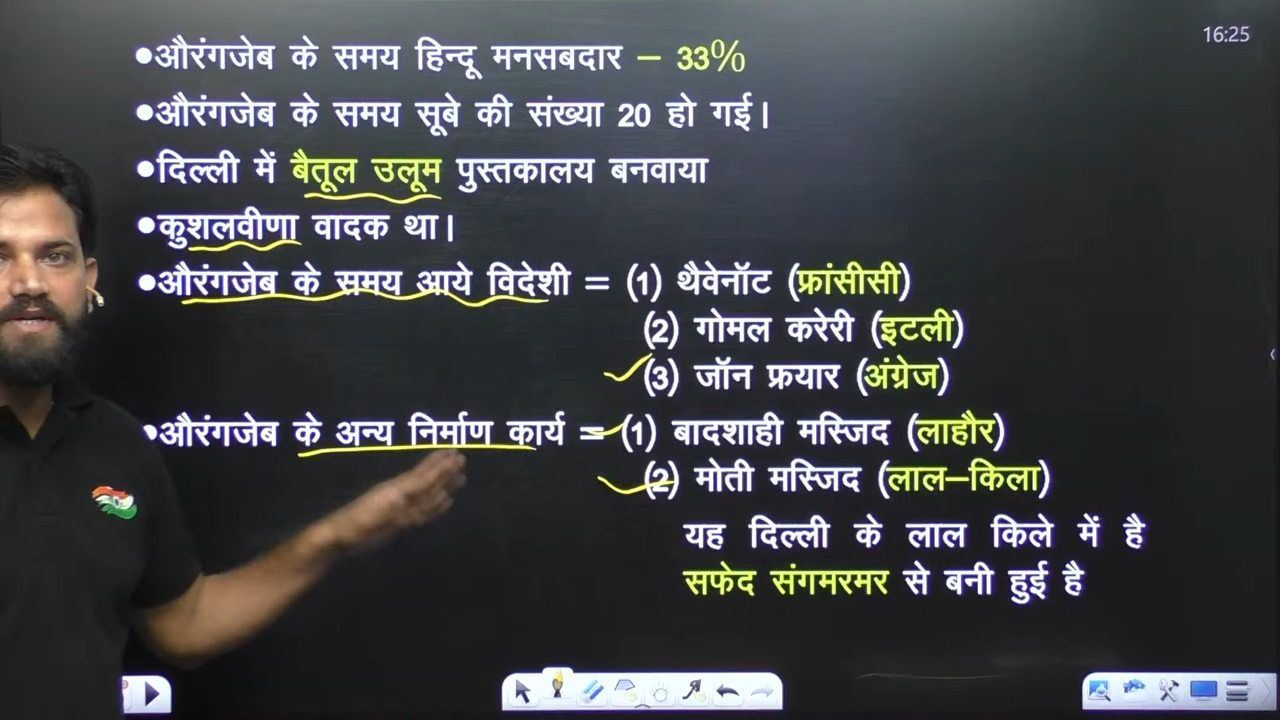 16:25
●औरंगजेब के समय हिन्दू मनसबदार – 33%
●औरंगजेब के समय सूबे की संख्या 20 हो गई।
●दिल्ली में बैतूल उलूम पुस्तकालय बनवाया
●कुशलवीणा वादक था।
●औरंगजेब के समय आये विदेशी = (1) थैवेनॉट (फ्रांसीसी)
(2) गोमल करेरी (इटली)
(3) जॉन फ्रयार (अंग्रेज)
●औरंगजेब के अन्य निर्माण कार्य = (1) बादशाही मस्जिद (लाहौर)
(2) मोती मस्जिद (लाल–किला)
यह दिल्ली के लाल किले में है
सफेद संगमरमर से बनी हुई है